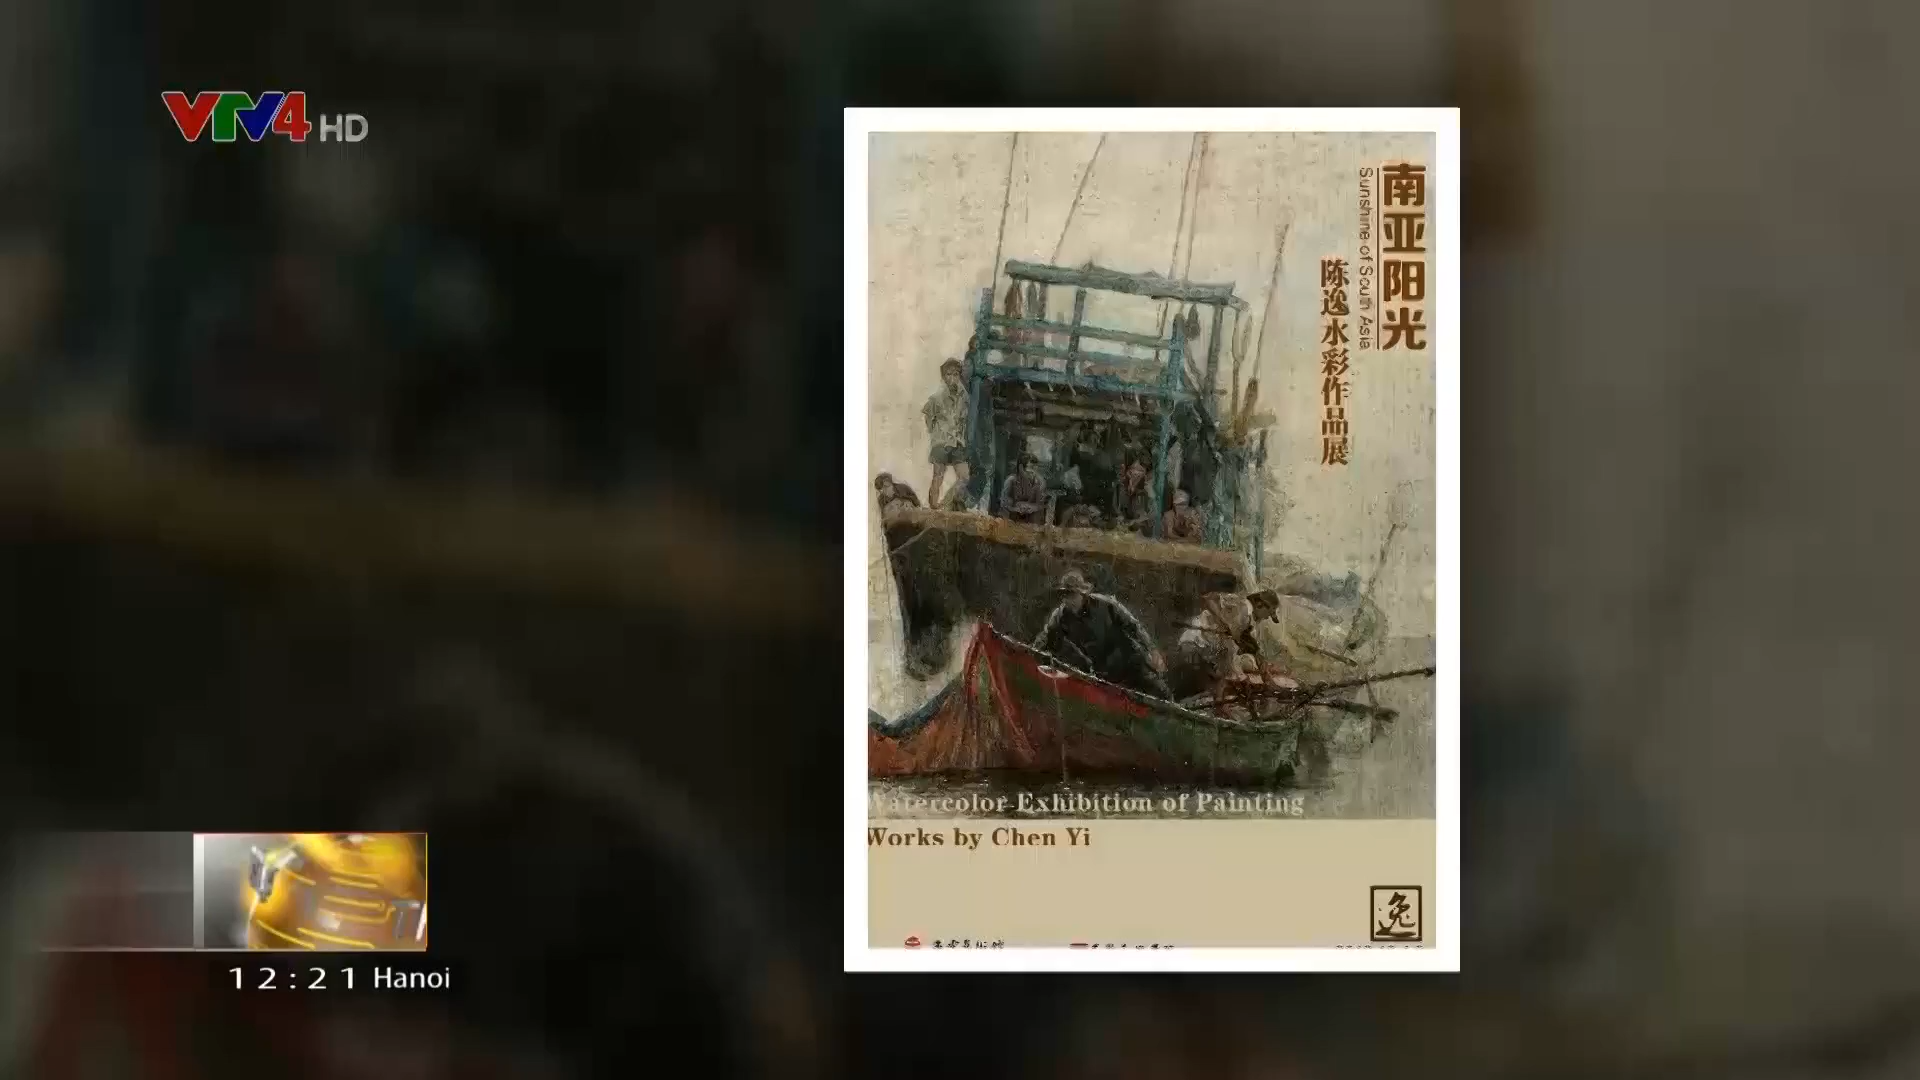 VTV4 HD
南亚阳光
Sunshine of South Asia
陈逸水彩作品展
Watercolor Exhibition of Painting
Works by Chen Yi
逸
12:21 Hanoi